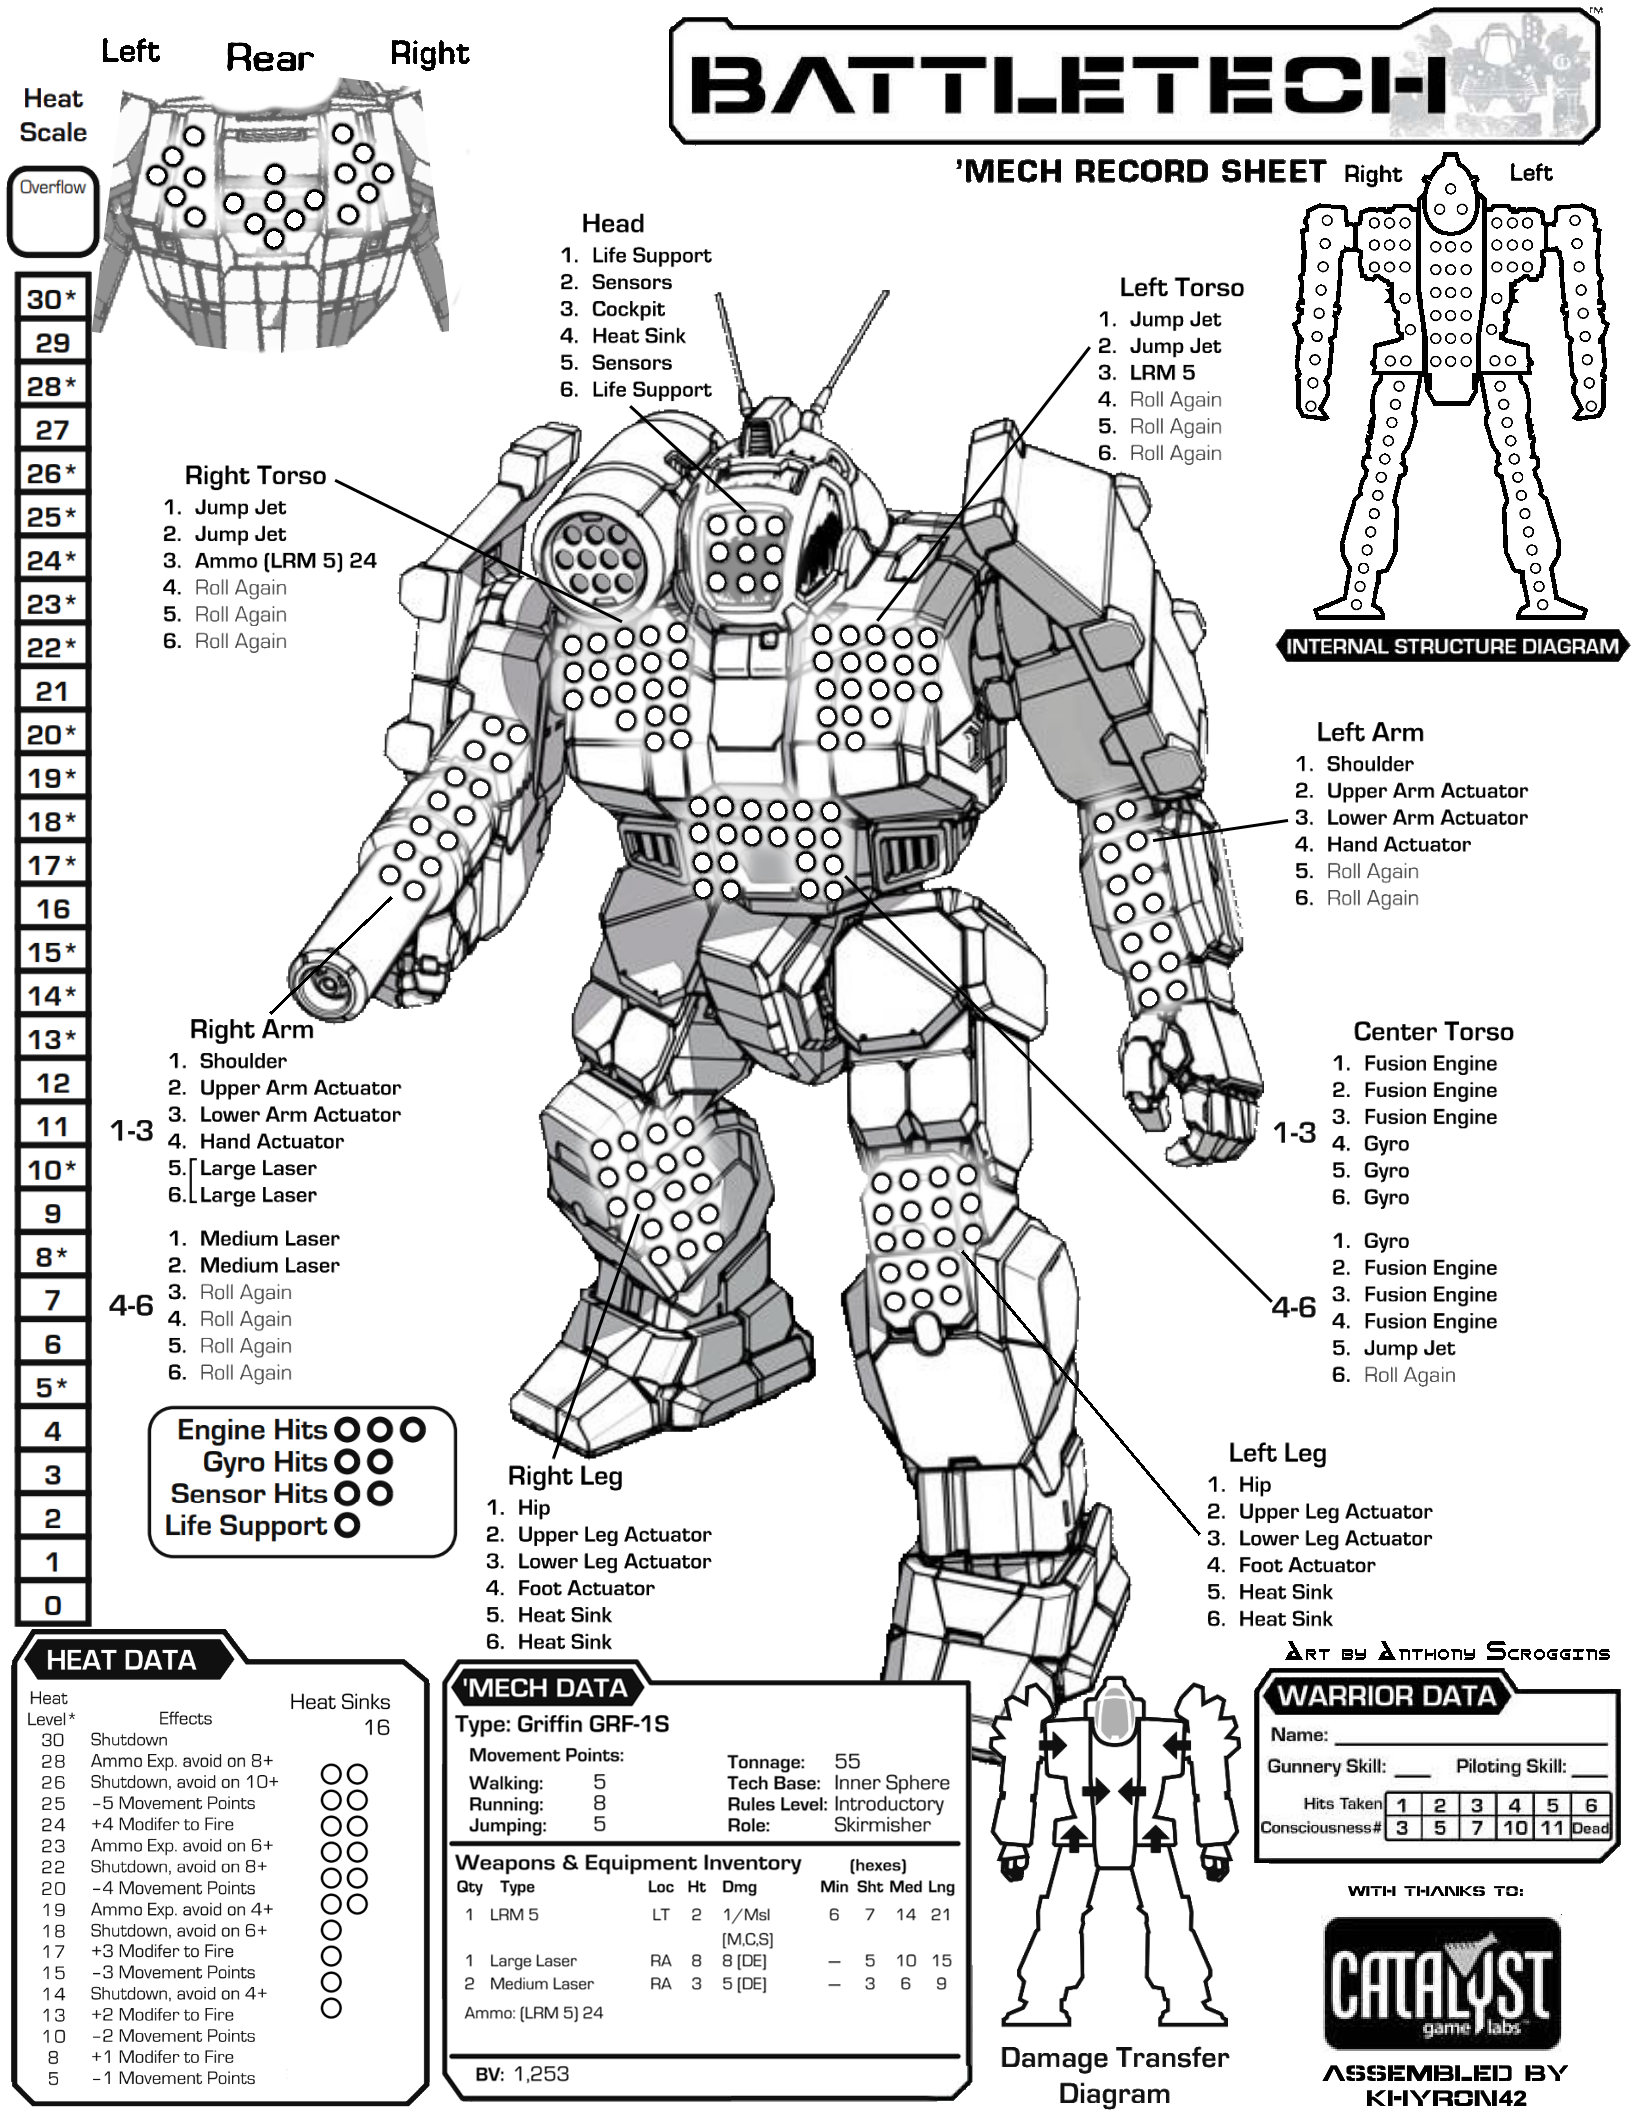 Left Rear Right
BATTLETECH
TM
'MECH RECORD SHEET
Right Left
INTERNAL STRUCTURE DIAGRAM
Heat
Scale
Overflow
30*
29
28*
27
26*
25*
24*
23*
22*
21
20*
19*
18*
17*
16
15*
14*
13*
12
11
10*
9
8*
7
6
5*
4
3
2
1
0
Head
1. Life Support
2. Sensors
3. Cockpit
4. Heat Sink
5. Sensors
6. Life Support
Left Torso
1. Jump Jet
2. Jump Jet
3. LRM 5
4. Roll Again
5. Roll Again
6. Roll Again
Right Torso
1. Jump Jet
2. Jump Jet
3. Ammo (LRM 5) 24
4. Roll Again
5. Roll Again
6. Roll Again
Left Arm
1. Shoulder
2. Upper Arm Actuator
3. Lower Arm Actuator
4. Hand Actuator
5. Roll Again
6. Roll Again
Right Arm
1. Shoulder
2. Upper Arm Actuator
3. Lower Arm Actuator
1-3
4. Hand Actuator
5. Large Laser
6. Large Laser
1. Medium Laser
2. Medium Laser
3. Roll Again
4-6
4. Roll Again
5. Roll Again
6. Roll Again
Center Torso
1. Fusion Engine
2. Fusion Engine
3. Fusion Engine
1-3
4. Gyro
5. Gyro
6. Gyro
1. Gyro
2. Fusion Engine
3. Fusion Engine
4-6
4. Fusion Engine
5. Jump Jet
6. Roll Again
Engine Hits
Gyro Hits
Sensor Hits
Life Support
Right Leg
1. Hip
2. Upper Leg Actuator
3. Lower Leg Actuator
4. Foot Actuator
5. Heat Sink
6. Heat Sink
Left Leg
1. Hip
2. Upper Leg Actuator
3. Lower Leg Actuator
4. Foot Actuator
5. Heat Sink
6. Heat Sink
Art by Anthony Scroggins
HEAT DATA
Heat
Level* Effects
Heat Sinks
16
30 Shutdown
28 Ammo Exp. avoid on 8+
26 Shutdown, avoid on 10+
25 -5 Movement Points
24 +4 Modifer to Fire
23 Ammo Exp. avoid on 6+
22 Shutdown, avoid on 8+
20 -4 Movement Points
19 Ammo Exp. avoid on 4+
18 Shutdown, avoid on 6+
17 +3 Modifer to Fire
15 -3 Movement Points
14 Shutdown, avoid on 4+
13 +2 Modifer to Fire
10 -2 Movement Points
8 +1 Modifer to Fire
5 -1 Movement Points
'MECH DATA
Type: Griffin GRF-1S
Movement Points:
Walking: 5
Running: 8
Jumping: 5
Tonnage: 55
Tech Base: Inner Sphere
Rules Level: Introductory
Role: Skirmisher
Weapons & Equipment Inventory (hexes)
Qty Type Loc Ht Dmg Min Sht Med Lng
1 LRM 5 LT 2 1/Msl 6 7 14 21
[M,C,S]
1 Large Laser RA 8 8 [DE] — 5 10 15
2 Medium Laser RA 3 5 [DE] — 3 6 9
Ammo: (LRM 5) 24
BV: 1,253
Damage Transfer
Diagram
WARRIOR DATA
Name:
Gunnery Skill: Piloting Skill:
Hits Taken 1 2 3 4 5 6
Consciousness# 3 5 7 10 11 Dead
WITH THANKS TO:
CATALYST
game labs™
ASSEMBLED BY
KHYRON42